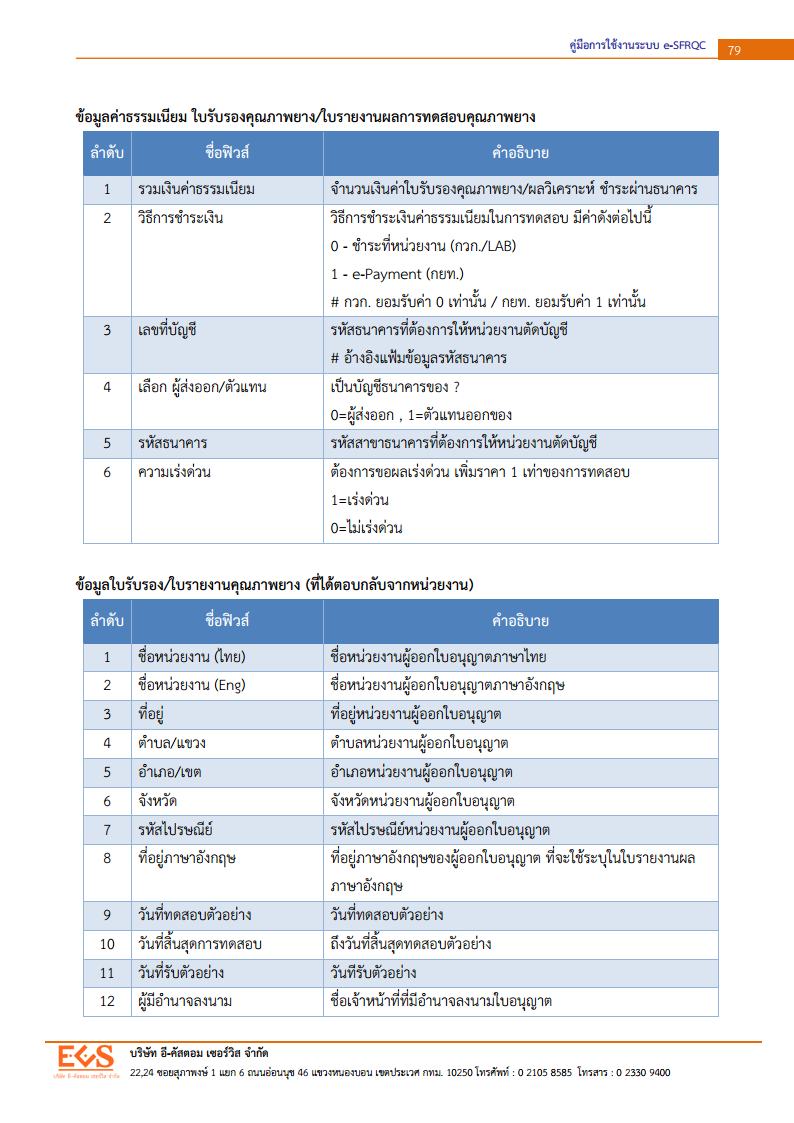 คู่มือการใช้งานระบบ e-SFRQC 79
ข้อมูลค่าธรรมเนียม ใบรับรองคุณภาพยาง/ใบรายงานผลการทดสอบคุณภาพยาง
ลำดับ ชื่อฟิวส์ คำอธิบาย
1 รวมเงินค่าธรรมเนียม จำนวนเงินค่าใบรับรองคุณภาพยาง/ผลวิเคราะห์ ชำระผ่านธนาคาร
2 วิธีการชำระเงิน วิธีการชำระเงินค่าธรรมเนียมในการทดสอบ มีค่าดังต่อไปนี้
0 - ชำระที่หน่วยงาน (กวก./LAB)
1 - e-Payment (กยท.)
# กวก. ยอมรับค่า 0 เท่านั้น / กยท. ยอมรับค่า 1 เท่านั้น
3 เลขที่บัญชี รหัสธนาคารที่ต้องการให้หน่วยงานตัดบัญชี
# อ้างอิงแฟ้มข้อมูลรหัสธนาคาร
4 เลือก ผู้ส่งออก/ตัวแทน เป็นบัญชีธนาคารของ ?
0=ผู้ส่งออก , 1=ตัวแทนออกของ
5 รหัสธนาคาร รหัสสาขาธนาคารที่ต้องการให้หน่วยงานตัดบัญชี
6 ความเร่งด่วน ต้องการขอผลเร่งด่วน เพิ่มราคา 1 เท่าของการทดสอบ
1=เร่งด่วน
0=ไม่เร่งด่วน
ข้อมูลใบรับรอง/ใบรายงานคุณภาพยาง (ที่ได้ตอบกลับจากหน่วยงาน)
ลำดับ ชื่อฟิวส์ คำอธิบาย
1 ชื่อหน่วยงาน (ไทย) ชื่อหน่วยงานผู้ออกใบอนุญาตภาษาไทย
2 ชื่อหน่วยงาน (Eng) ชื่อหน่วยงานผู้ออกใบอนุญาตภาษาอังกฤษ
3 ที่อยู่ ที่อยู่หน่วยงานผู้ออกใบอนุญาต
4 ตำบล/แขวง ตำบลหน่วยงานผู้ออกใบอนุญาต
5 อำเภอ/เขต อำเภอหน่วยงานผู้ออกใบอนุญาต
6 จังหวัด จังหวัดหน่วยงานผู้ออกใบอนุญาต
7 รหัสไปรษณีย์ รหัสไปรษณีย์หน่วยงานผู้ออกใบอนุญาต
8 ที่อยู่ภาษาอังกฤษ ที่อยู่ภาษาอังกฤษของผู้ออกใบอนุญาต ที่จะใช้ระบุในใบรายงานผล
ภาษาอังกฤษ
9 วันที่ทดสอบตัวอย่าง วันที่ทดสอบตัวอย่าง
10 วันที่สิ้นสุดการทดสอบ ถึงวันที่สิ้นสุดทดสอบตัวอย่าง
11 วันที่รับตัวอย่าง วันทีรับตัวอย่าง
12 ผู้มีอำนาจลงนาม ชื่อเจ้าหน้าที่ที่มีอำนาจลงนามใบอนุญาต
ECS
บริษัท อี-คัสตอม เซอร์วิส จำกัด
บริษัท อี-คัสตอม เซอร์วิส จำกัด
22,24 ซอยสุภาพงษ์ 1 แยก 6 ถนนอ่อนนุช 46 แขวงหนองบอน เขตประเวศ กทม. 10250 โทรศัพท์ : 0 2105 8585 โทรสาร : 0 2330 9400